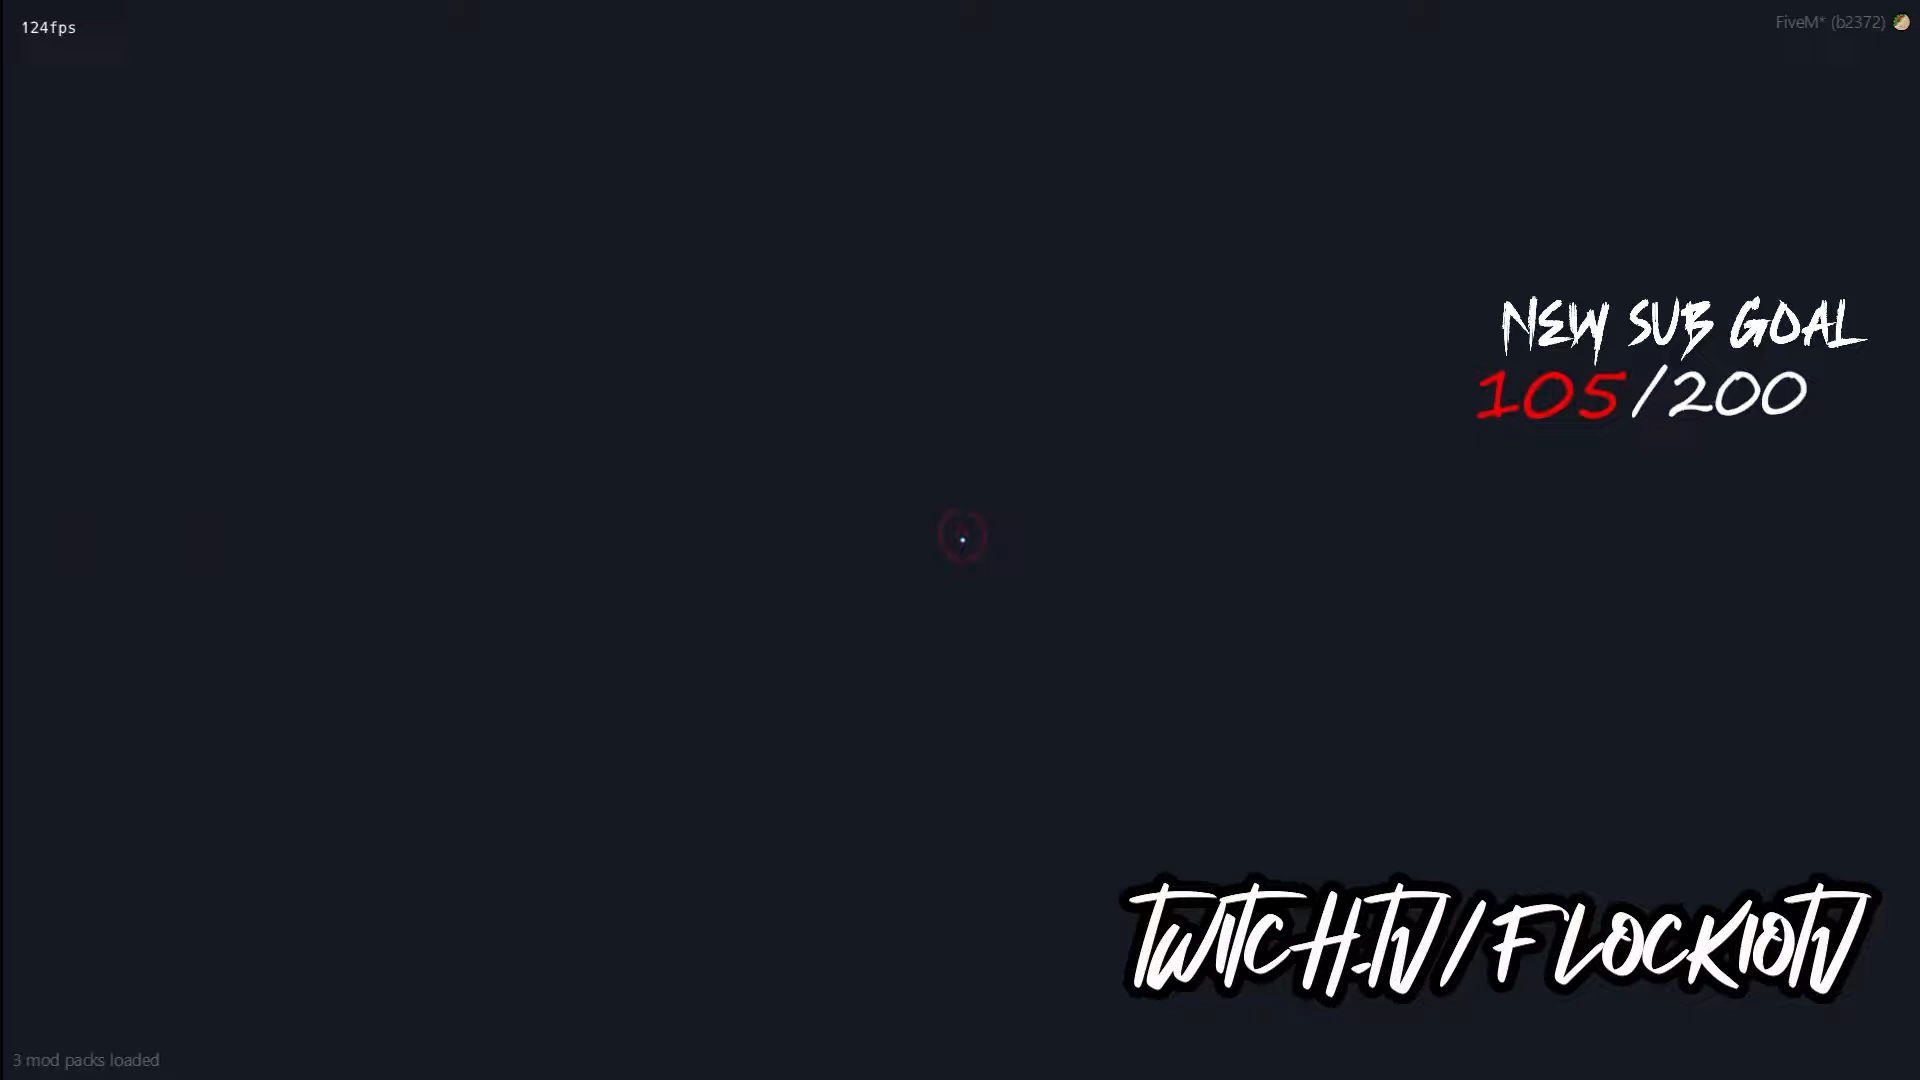 124fps
FiveM* (b2372)
NEW SUB GOAL
105/200
TWITCH.TV/FLOCKIOTV
3 mod packs loaded